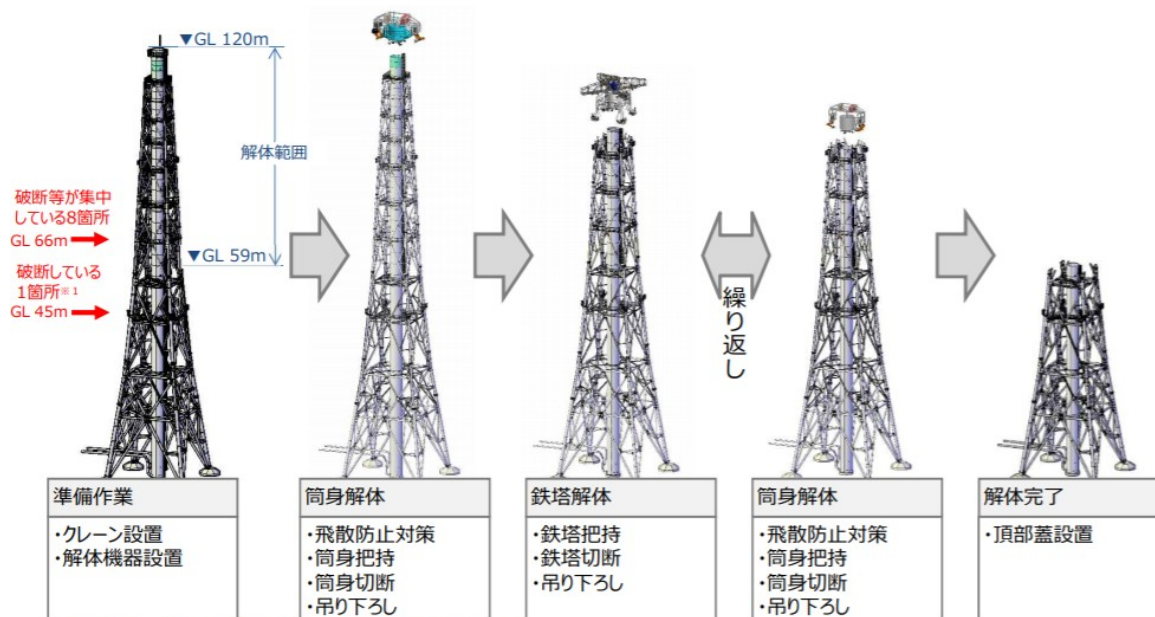 ▼GL 120m
解体範囲
破断等が集中
している8箇所
GL 66m
▼GL 59m
破断している
1箇所※1
GL 45m
繰り返し
準備作業
・クレーン設置
・解体機器設置
筒身解体
・飛散防止対策
・筒身把持
・筒身切断
・吊り下ろし
鉄塔解体
・鉄塔把持
・鉄塔切断
・吊り下ろし
筒身解体
・飛散防止対策
・筒身把持
・筒身切断
・吊り下ろし
解体完了
・頂部蓋設置